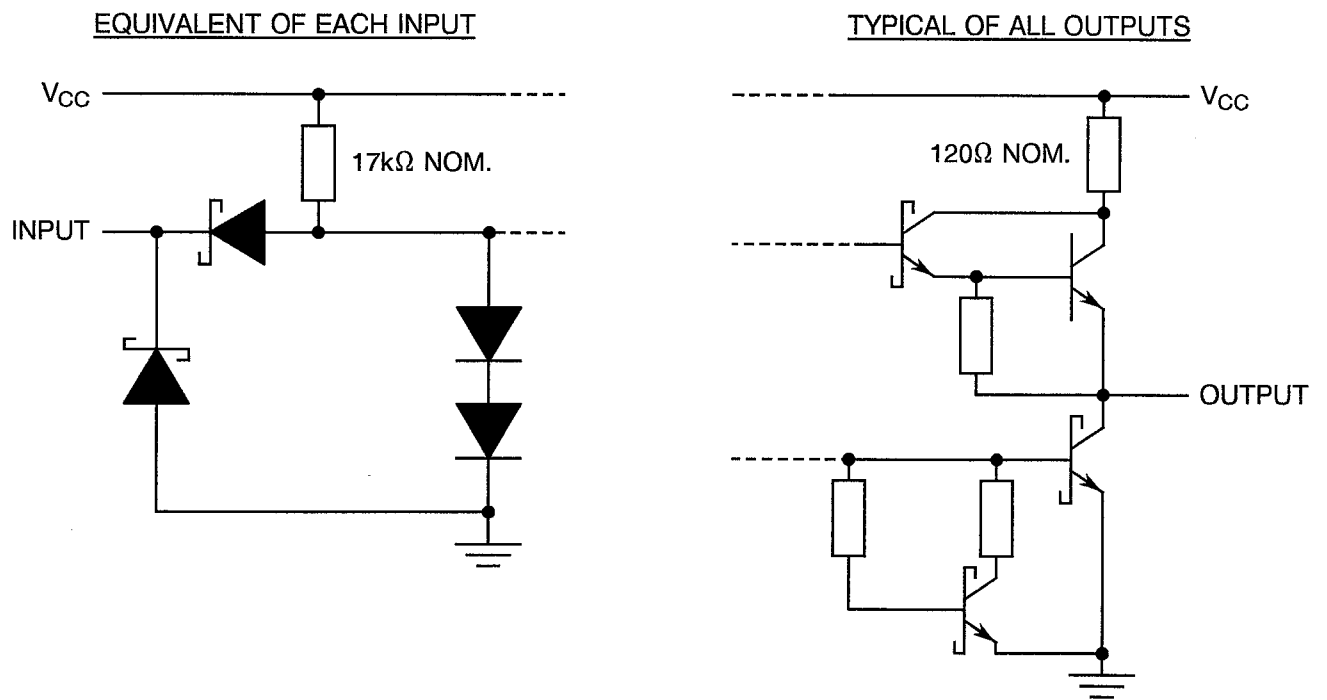 EQUIVALENT OF EACH INPUT
VCC
17kΩ NOM.
INPUT
TYPICAL OF ALL OUTPUTS
VCC
120Ω NOM.
OUTPUT